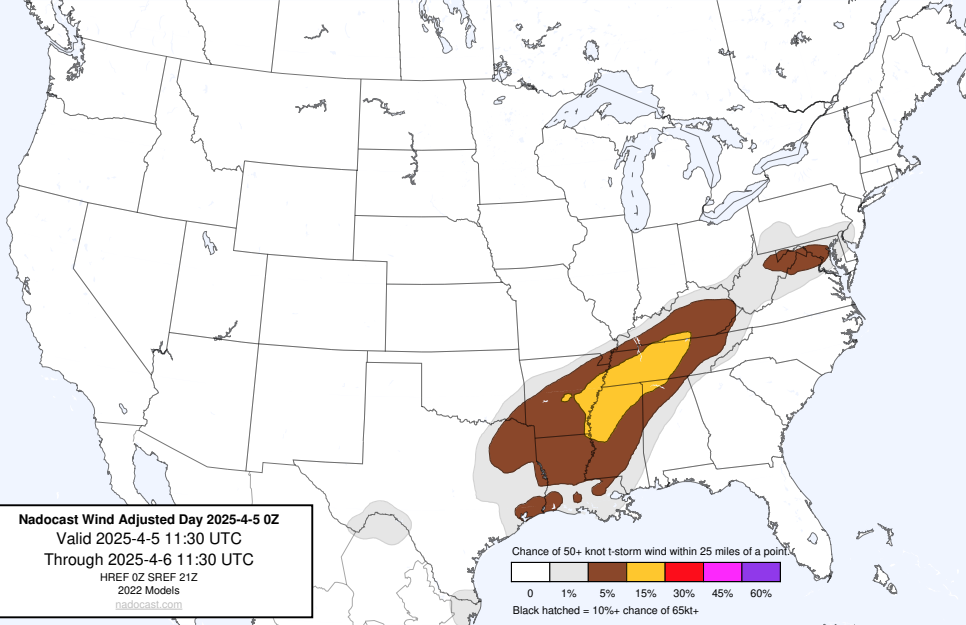 Nadocast Wind Adjusted Day 2025-4-5 0Z
Valid 2025-4-5 11:30 UTC
Through 2025-4-6 11:30 UTC
HREF 0Z SREF 21Z
2022 Models
nadocast.com
Chance of 50+ knot t-storm wind within 25 miles of a point.
0 1% 5% 15% 30% 45% 60%
Black hatched = 10%+ chance of 65kt+